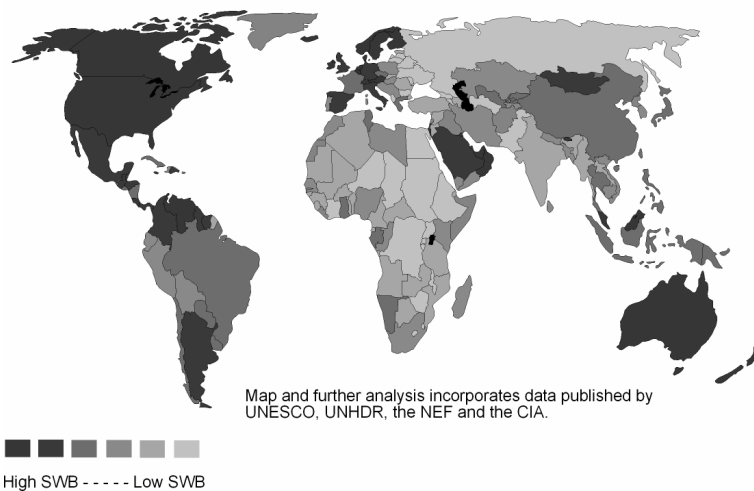 Map and further analysis incorporates data published by
UNESCO, UNHDR, the NEF and the CIA.
High SWB - - - - - Low SWB